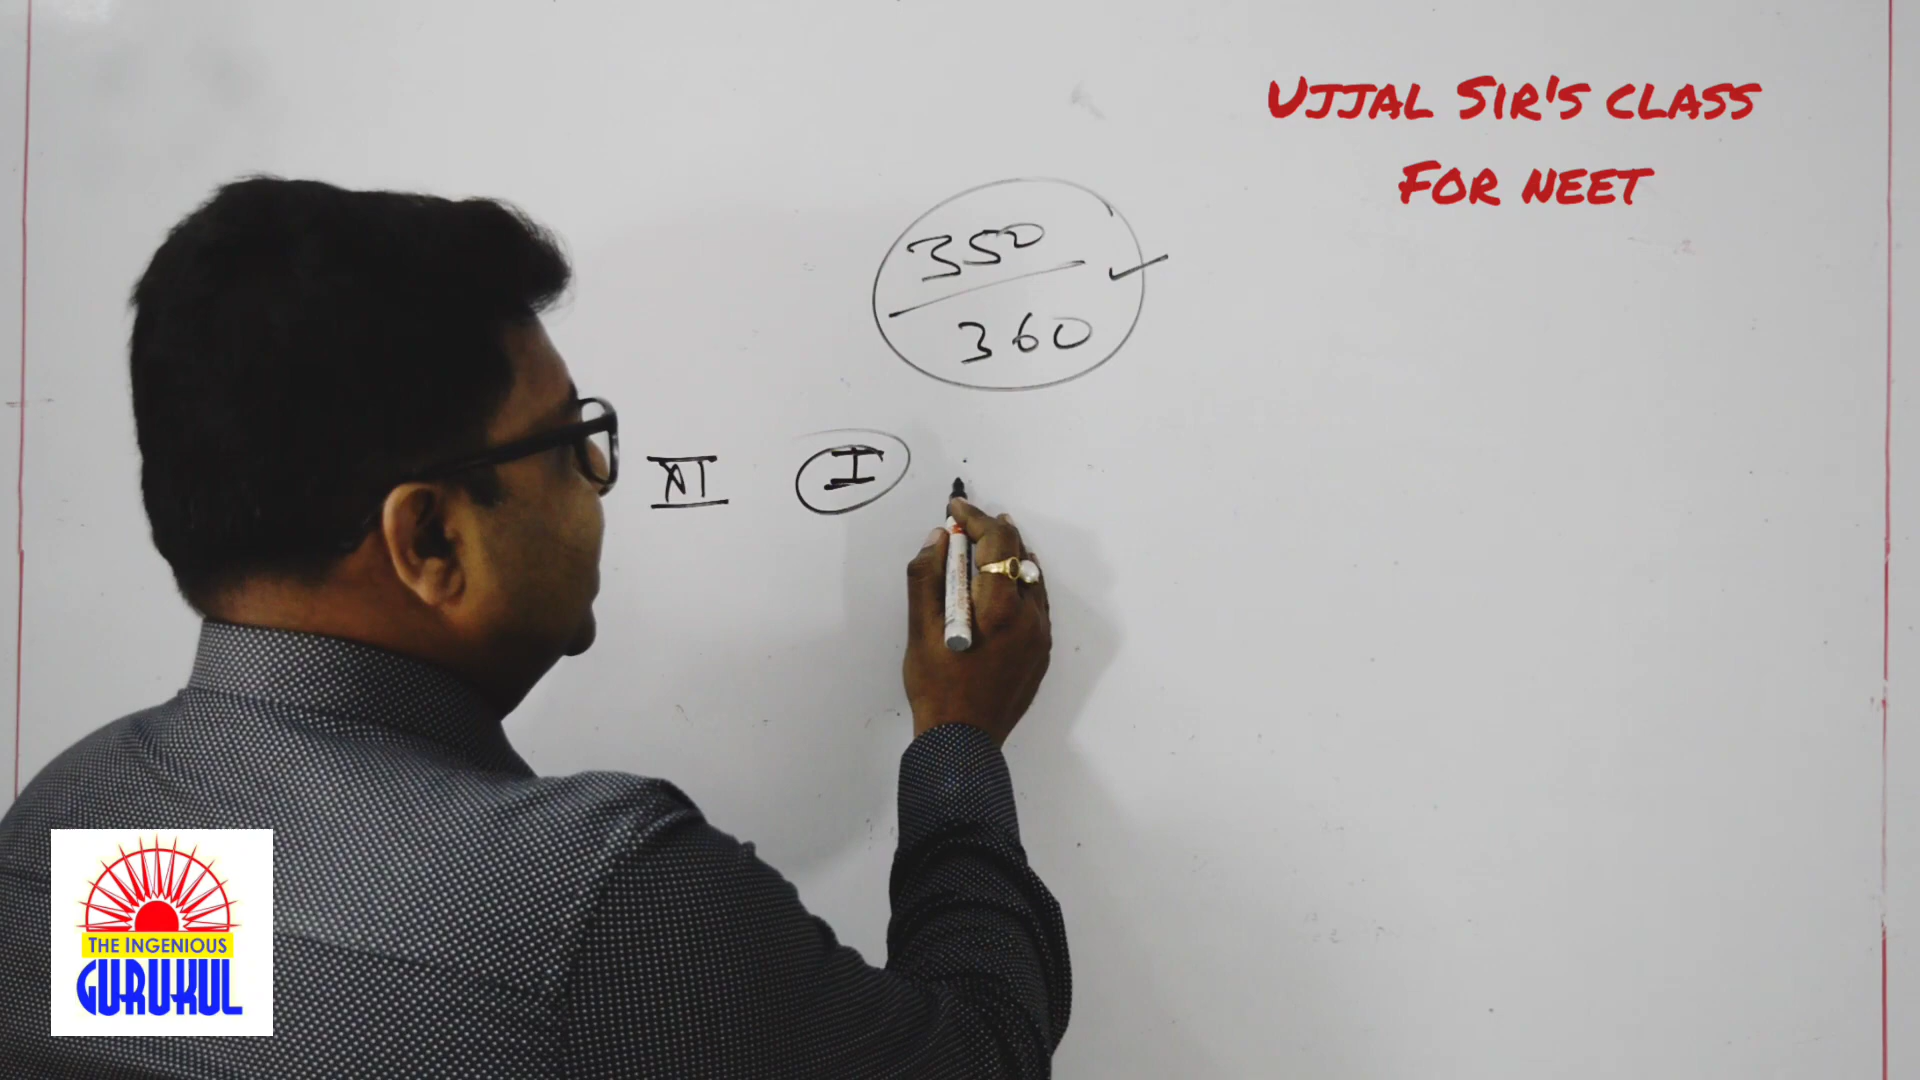 UJJAL SIR'S CLASS
FOR NEET
350
360
XI I
THE INGENIOUS
GURUKUL